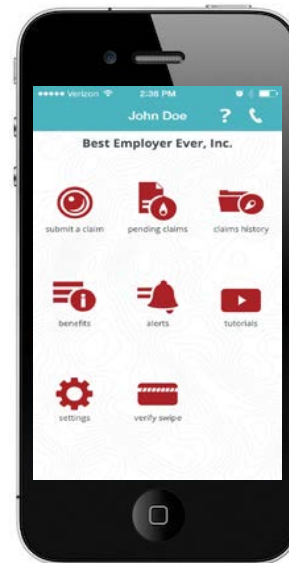 Verizon 2:38 PM
John Doe ?
Best Employer Ever, Inc.
submit a claim pending claims claims history
benefits alerts tutorials
settings verify swipe